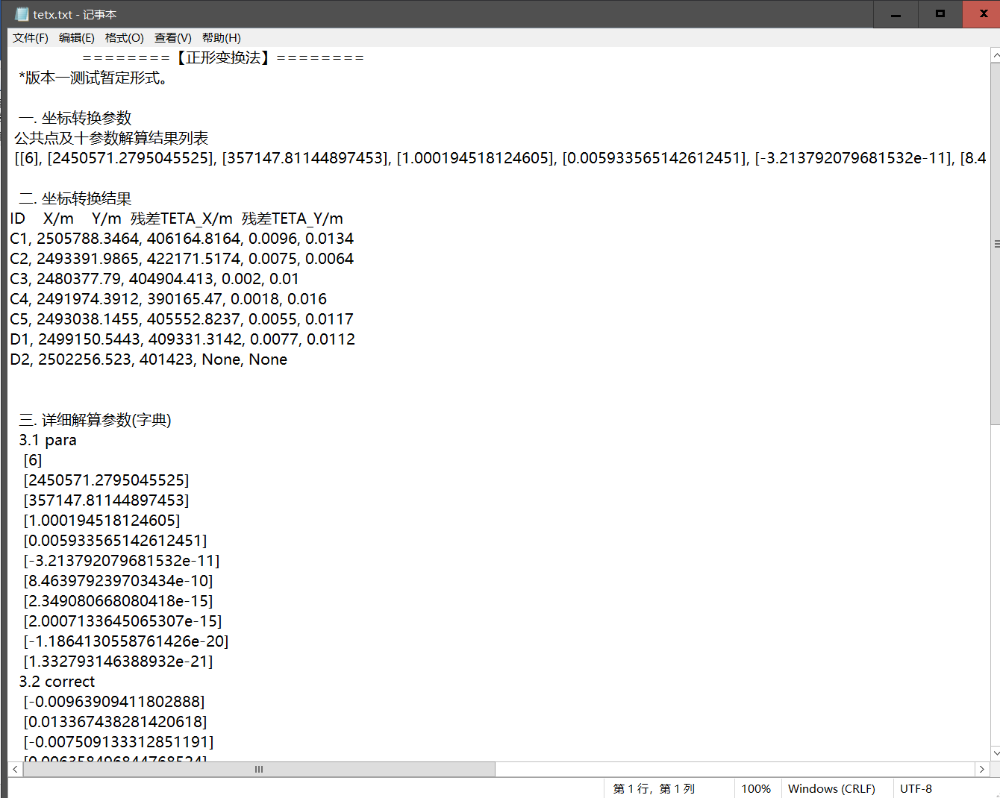 tetx.txt - 记事本
文件(F) 编辑(E) 格式(O) 查看(V) 帮助(H)
========【正形变换法】========
*版本一测试暂定形式。
一. 坐标转换参数
公共点及十参数解算结果列表
[[6], [2450571.2795045525], [357147.81144897453], [1.000194518124605], [0.005933565142612451], [-3.213792079681532e-11], [8.4
二. 坐标转换结果
ID X/m Y/m 残差TETA_X/m 残差TETA_Y/m
C1, 2505788.3464, 406164.8164, 0.0096, 0.0134
C2, 2493391.9865, 422171.5174, 0.0075, 0.0064
C3, 2480377.79, 404904.413, 0.002, 0.01
C4, 2491974.3912, 390165.47, 0.0018, 0.016
C5, 2493038.1455, 405552.8237, 0.0055, 0.0117
D1, 2499150.5443, 409331.3142, 0.0077, 0.0112
D2, 2502256.523, 401423, None, None
三. 详细解算参数(字典)
3.1 para
[6]
[2450571.2795045525]
[357147.81144897453]
[1.000194518124605]
[0.005933565142612451]
[-3.213792079681532e-11]
[8.463979239703434e-10]
[2.349080668080418e-15]
[2.0007133645065307e-15]
[-1.1864130558761426e-20]
[1.332793146388932e-21]
3.2 correct
[-0.00963909411802888]
[0.013367438281420618]
[-0.007509133312851191]
[0.006358496844768524]
第 1 行，第 1 列 100% Windows (CRLF) UTF-8